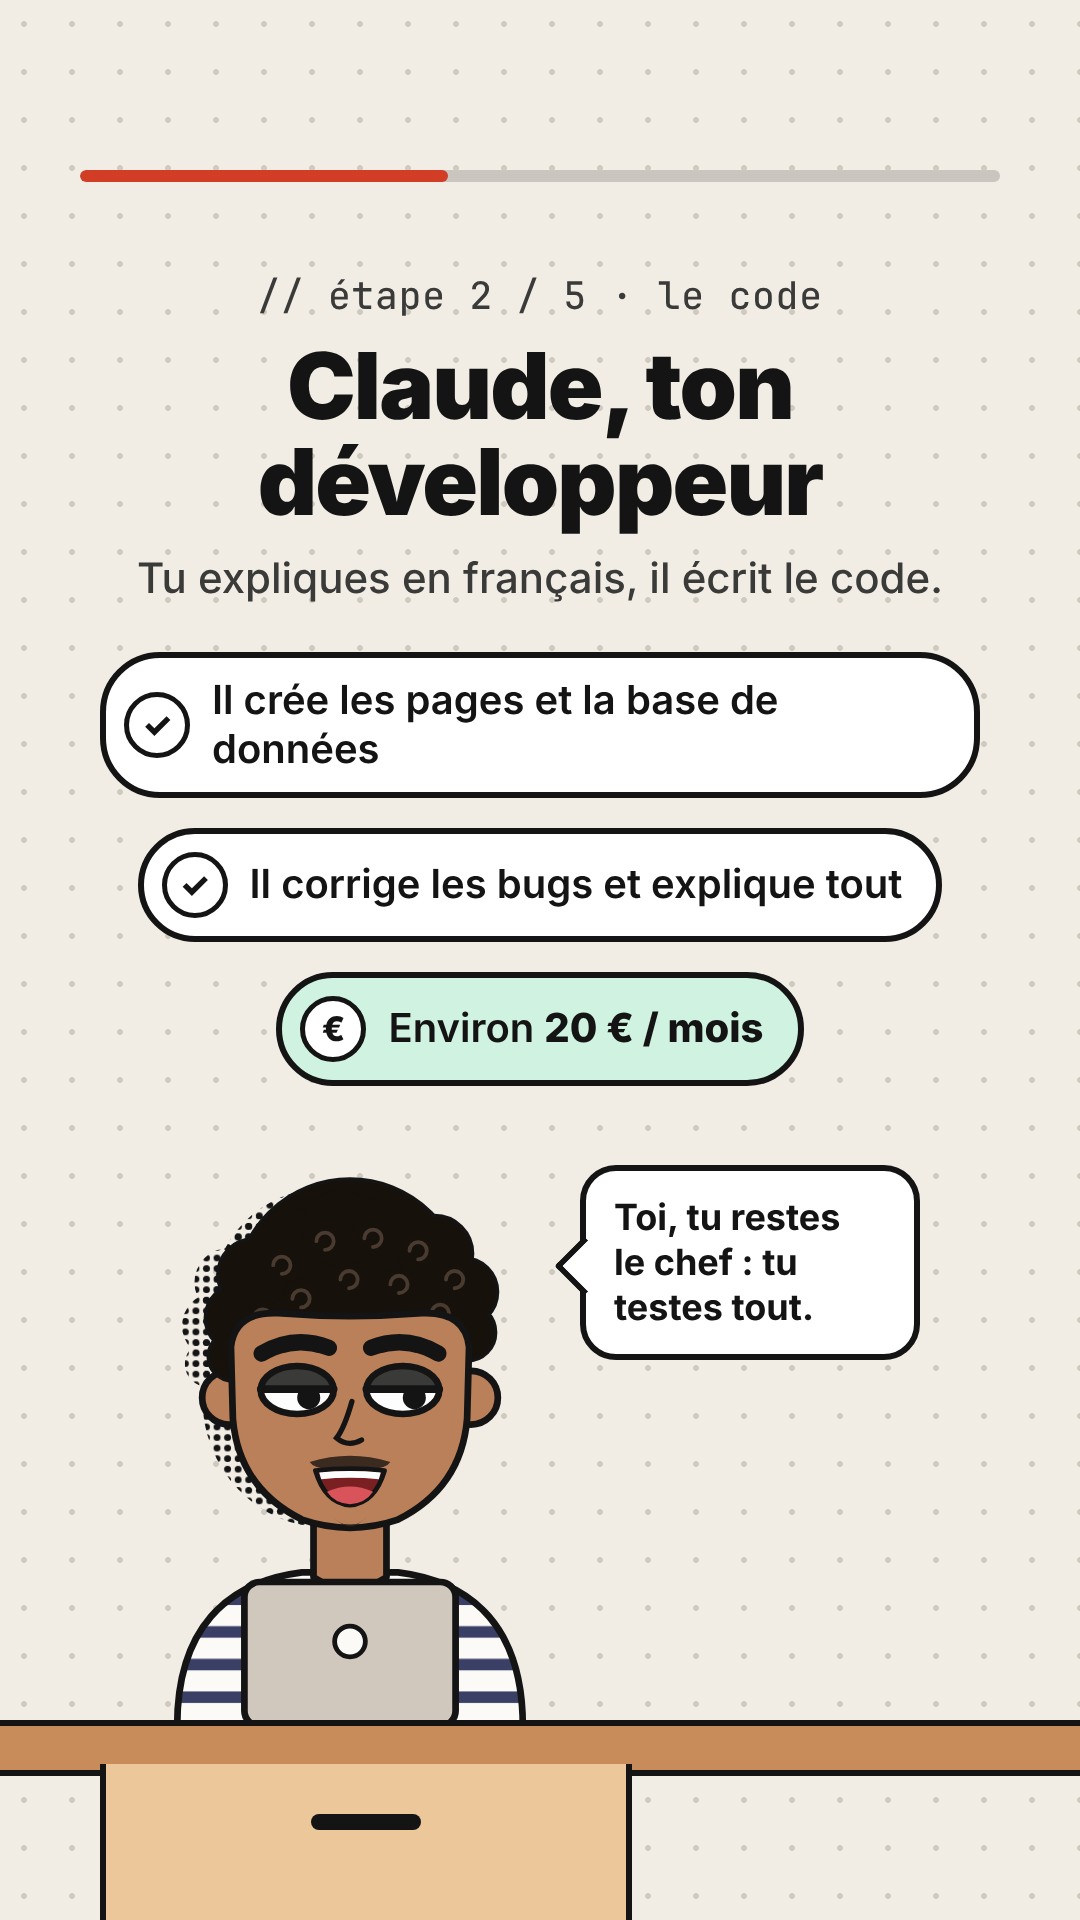 // étape 2 / 5 · le code
Claude, ton
développeur
Tu expliques en français, il écrit le code.
Il crée les pages et la base de
données
Il corrige les bugs et explique tout
€ Environ 20 € / mois
Toi, tu restes
le chef : tu
testes tout.